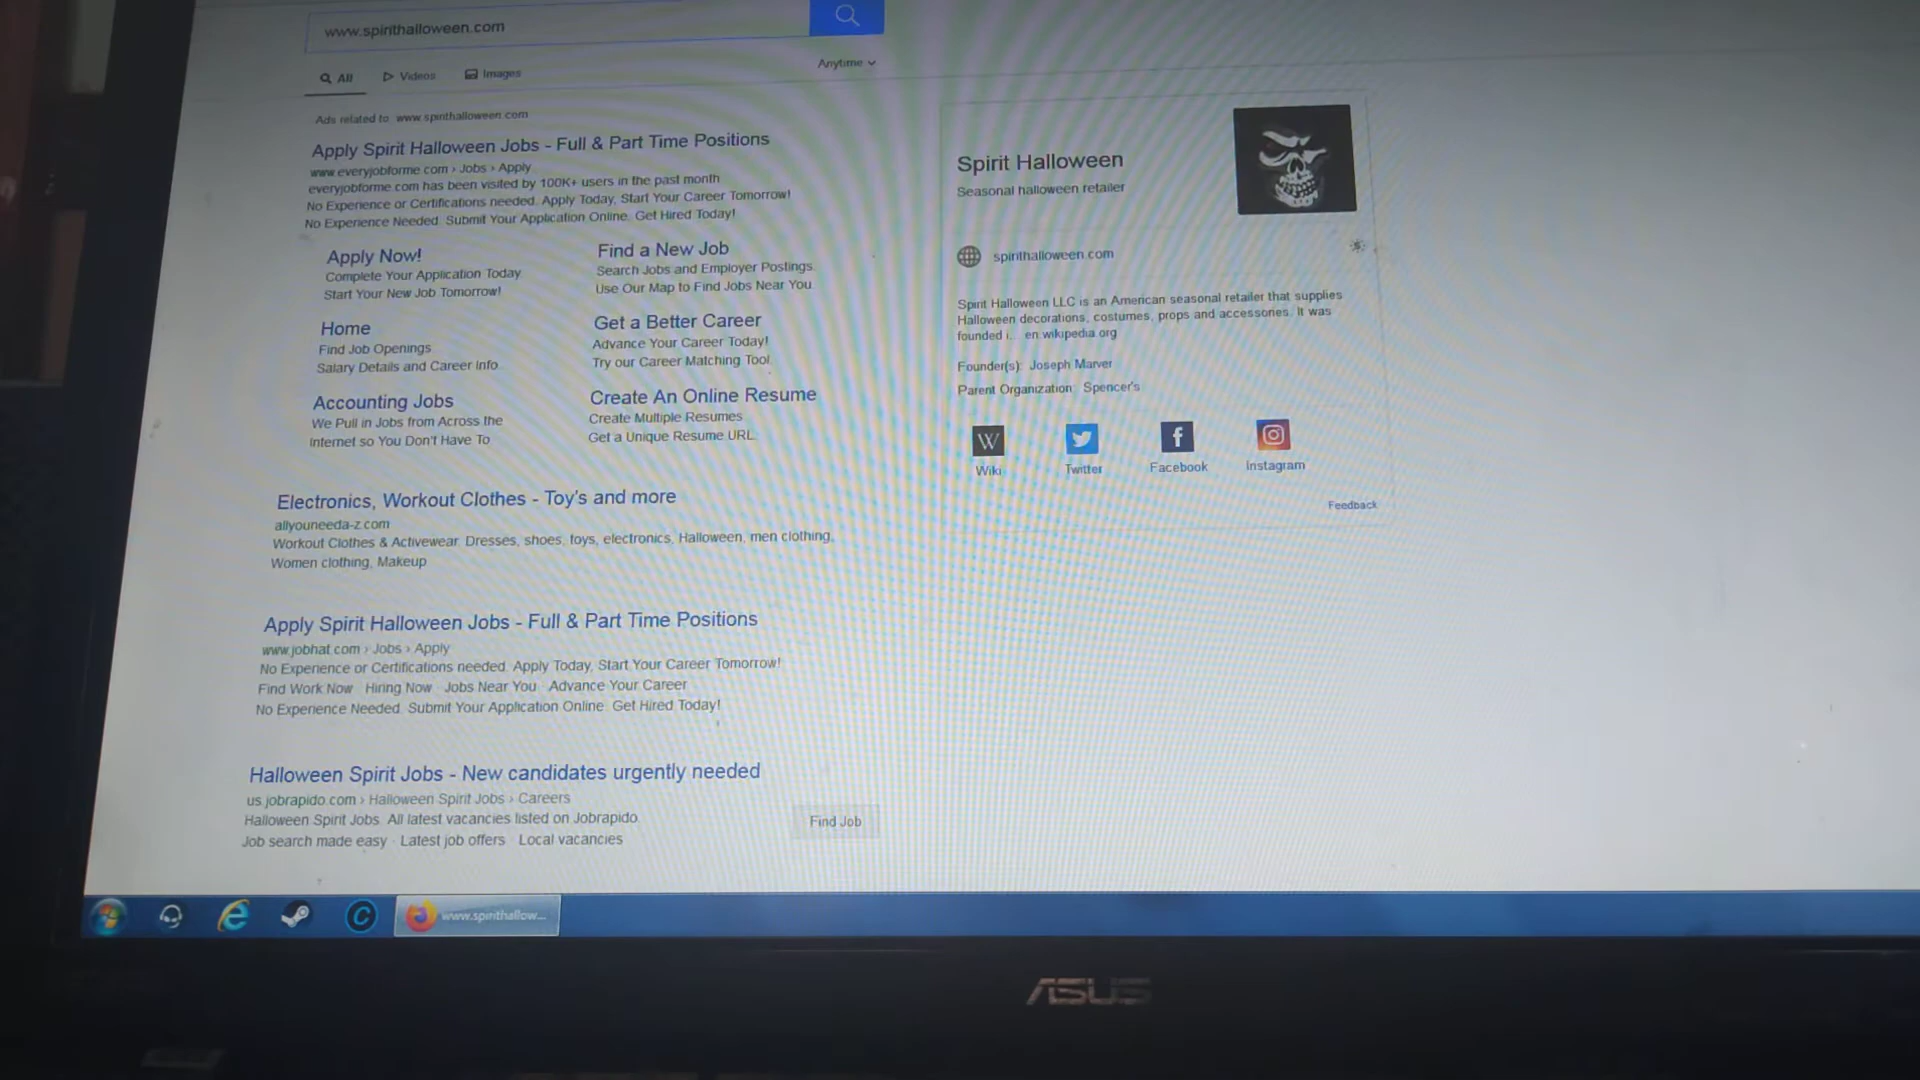 www.spirithalloween.com
All
Videos
Images
Anytime
Ads related to www.spirithalloween.com
Apply Spirit Halloween Jobs - Full & Part Time Positions
www.everyjobforme.com › Jobs › Apply
everyjobforme.com has been visited by 100K+ users in the past month
No Experience or Certifications needed. Apply Today, Start Your Career Tomorrow!
No Experience Needed. Submit Your Application Online. Get Hired Today!
Apply Now!
Complete Your Application Today
Start Your New Job Tomorrow!
Find a New Job
Search Jobs and Employer Postings.
Use Our Map to Find Jobs Near You.
Home
Find Job Openings
Salary Details and Career Info.
Get a Better Career
Advance Your Career Today!
Try our Career Matching Tool.
Accounting Jobs
We Pull in Jobs from Across the
Internet so You Don't Have To
Create An Online Resume
Create Multiple Resumes
Get a Unique Resume URL.
Electronics, Workout Clothes - Toy's and more
allyouneeda-z.com
Workout Clothes & Activewear. Dresses, shoes, toys, electronics, Halloween, men clothing,
Women clothing, Makeup
Apply Spirit Halloween Jobs - Full & Part Time Positions
www.jobhat.com › Jobs › Apply
No Experience or Certifications needed. Apply Today, Start Your Career Tomorrow!
Find Work Now · Hiring Now · Jobs Near You · Advance Your Career
No Experience Needed. Submit Your Application Online. Get Hired Today!
Halloween Spirit Jobs - New candidates urgently needed
us.jobrapido.com › Halloween Spirit Jobs › Careers
Halloween Spirit Jobs. All latest vacancies listed on Jobrapido.
Job search made easy · Latest job offers · Local vacancies
Find Job
Spirit Halloween
Seasonal halloween retailer
spirithalloween.com
Spirit Halloween LLC is an American seasonal retailer that supplies
Halloween decorations, costumes, props and accessories. It was
founded i... en.wikipedia.org
Founder(s): Joseph Marver
Parent Organization: Spencer's
W
Wiki
Twitter
Facebook
Instagram
Feedback
www.spirithallow...
ASUS